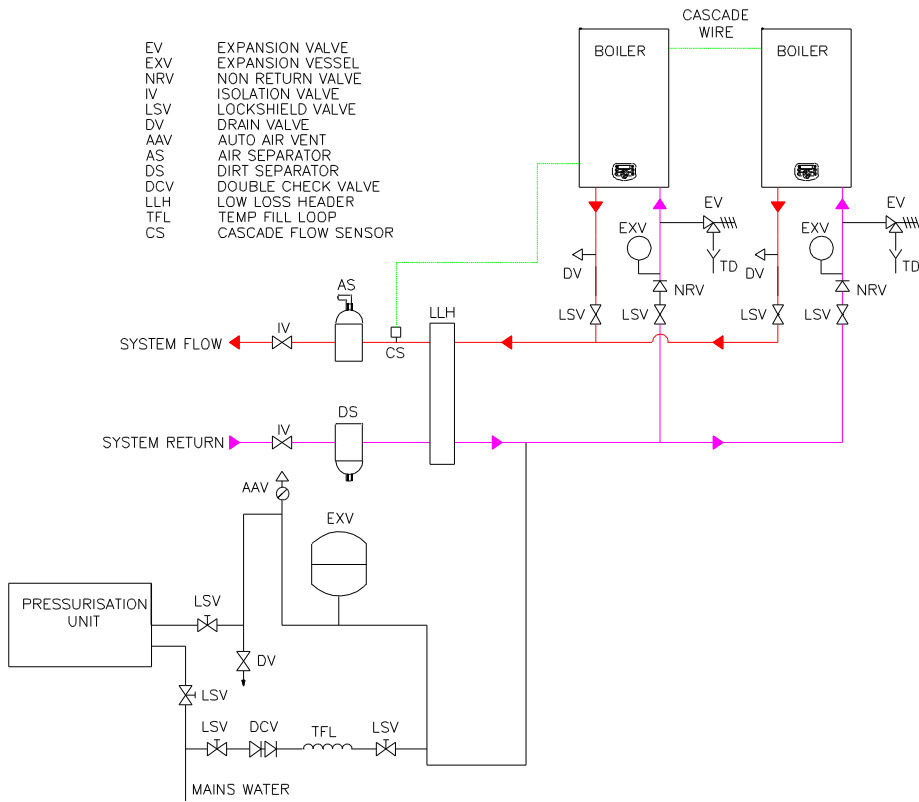 CASCADE
WIRE
EV EXPANSION VALVE
EXV EXPANSION VESSEL
NRV NON RETURN VALVE
IV ISOLATION VALVE
LSV LOCKSHIELD VALVE
DV DRAIN VALVE
AAV AUTO AIR VENT
AS AIR SEPARATOR
DS DIRT SEPARATOR
DCV DOUBLE CHECK VALVE
LLH LOW LOSS HEADER
TFL TEMP FILL LOOP
CS CASCADE FLOW SENSOR
BOILER
BOILER
EV
EV
EXV
EXV
TD
TD
DV
DV
NRV
NRV
LSV
LSV
LSV
LSV
AS
LLH
IV
SYSTEM FLOW
CS
DS
IV
SYSTEM RETURN
AAV
EXV
PRESSURISATION
UNIT
LSV
DV
LSV
LSV
DCV
TFL
LSV
MAINS WATER